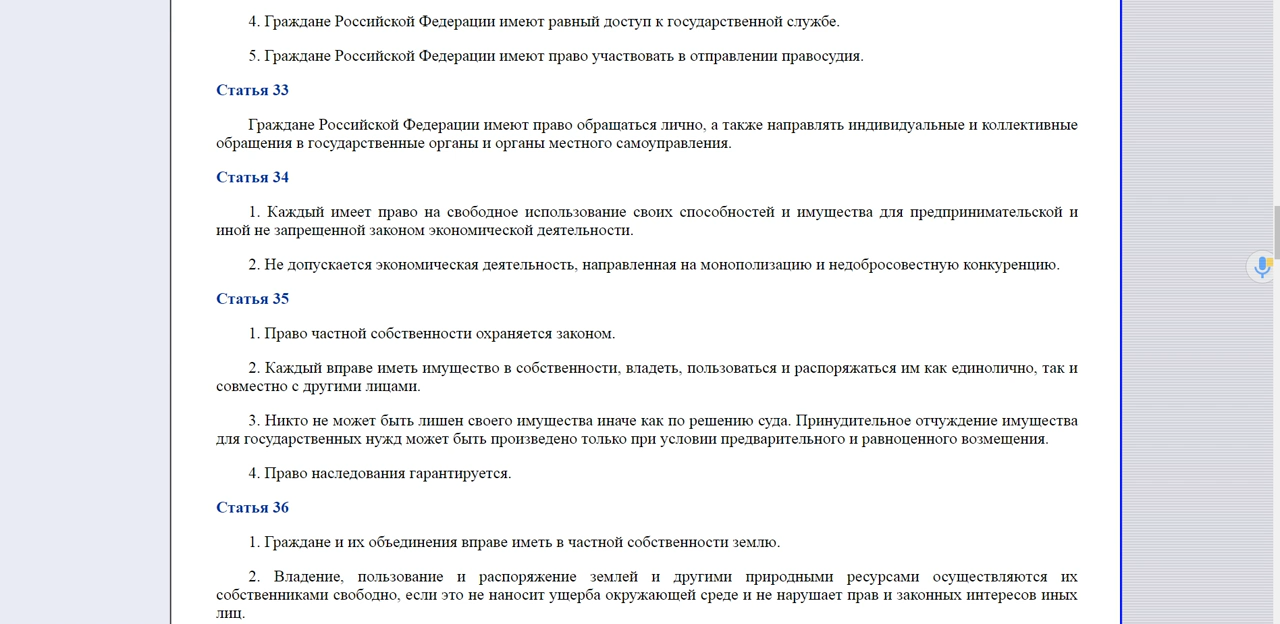 4. Граждане Российской Федерации имеют равный доступ к государственной службе.
5. Граждане Российской Федерации имеют право участвовать в отправлении правосудия.
Статья 33
Граждане Российской Федерации имеют право обращаться лично, а также направлять индивидуальные и коллективные
обращения в государственные органы и органы местного самоуправления.
Статья 34
1. Каждый имеет право на свободное использование своих способностей и имущества для предпринимательской и
иной не запрещенной законом экономической деятельности.
2. Не допускается экономическая деятельность, направленная на монополизацию и недобросовестную конкуренцию.
Статья 35
1. Право частной собственности охраняется законом.
2. Каждый вправе иметь имущество в собственности, владеть, пользоваться и распоряжаться им как единолично, так и
совместно с другими лицами.
3. Никто не может быть лишен своего имущества иначе как по решению суда. Принудительное отчуждение имущества
для государственных нужд может быть произведено только при условии предварительного и равноценного возмещения.
4. Право наследования гарантируется.
Статья 36
1. Граждане и их объединения вправе иметь в частной собственности землю.
2. Владение, пользование и распоряжение землей и другими природными ресурсами осуществляются их
собственниками свободно, если это не наносит ущерба окружающей среде и не нарушает прав и законных интересов иных
лиц.